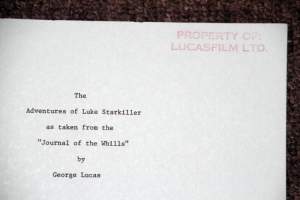 PROPERTY OF:
LUCASFILM LTD.
The
Adventures of Luke Starkiller
as taken from the
"Journal of the Whills"
by
George Lucas